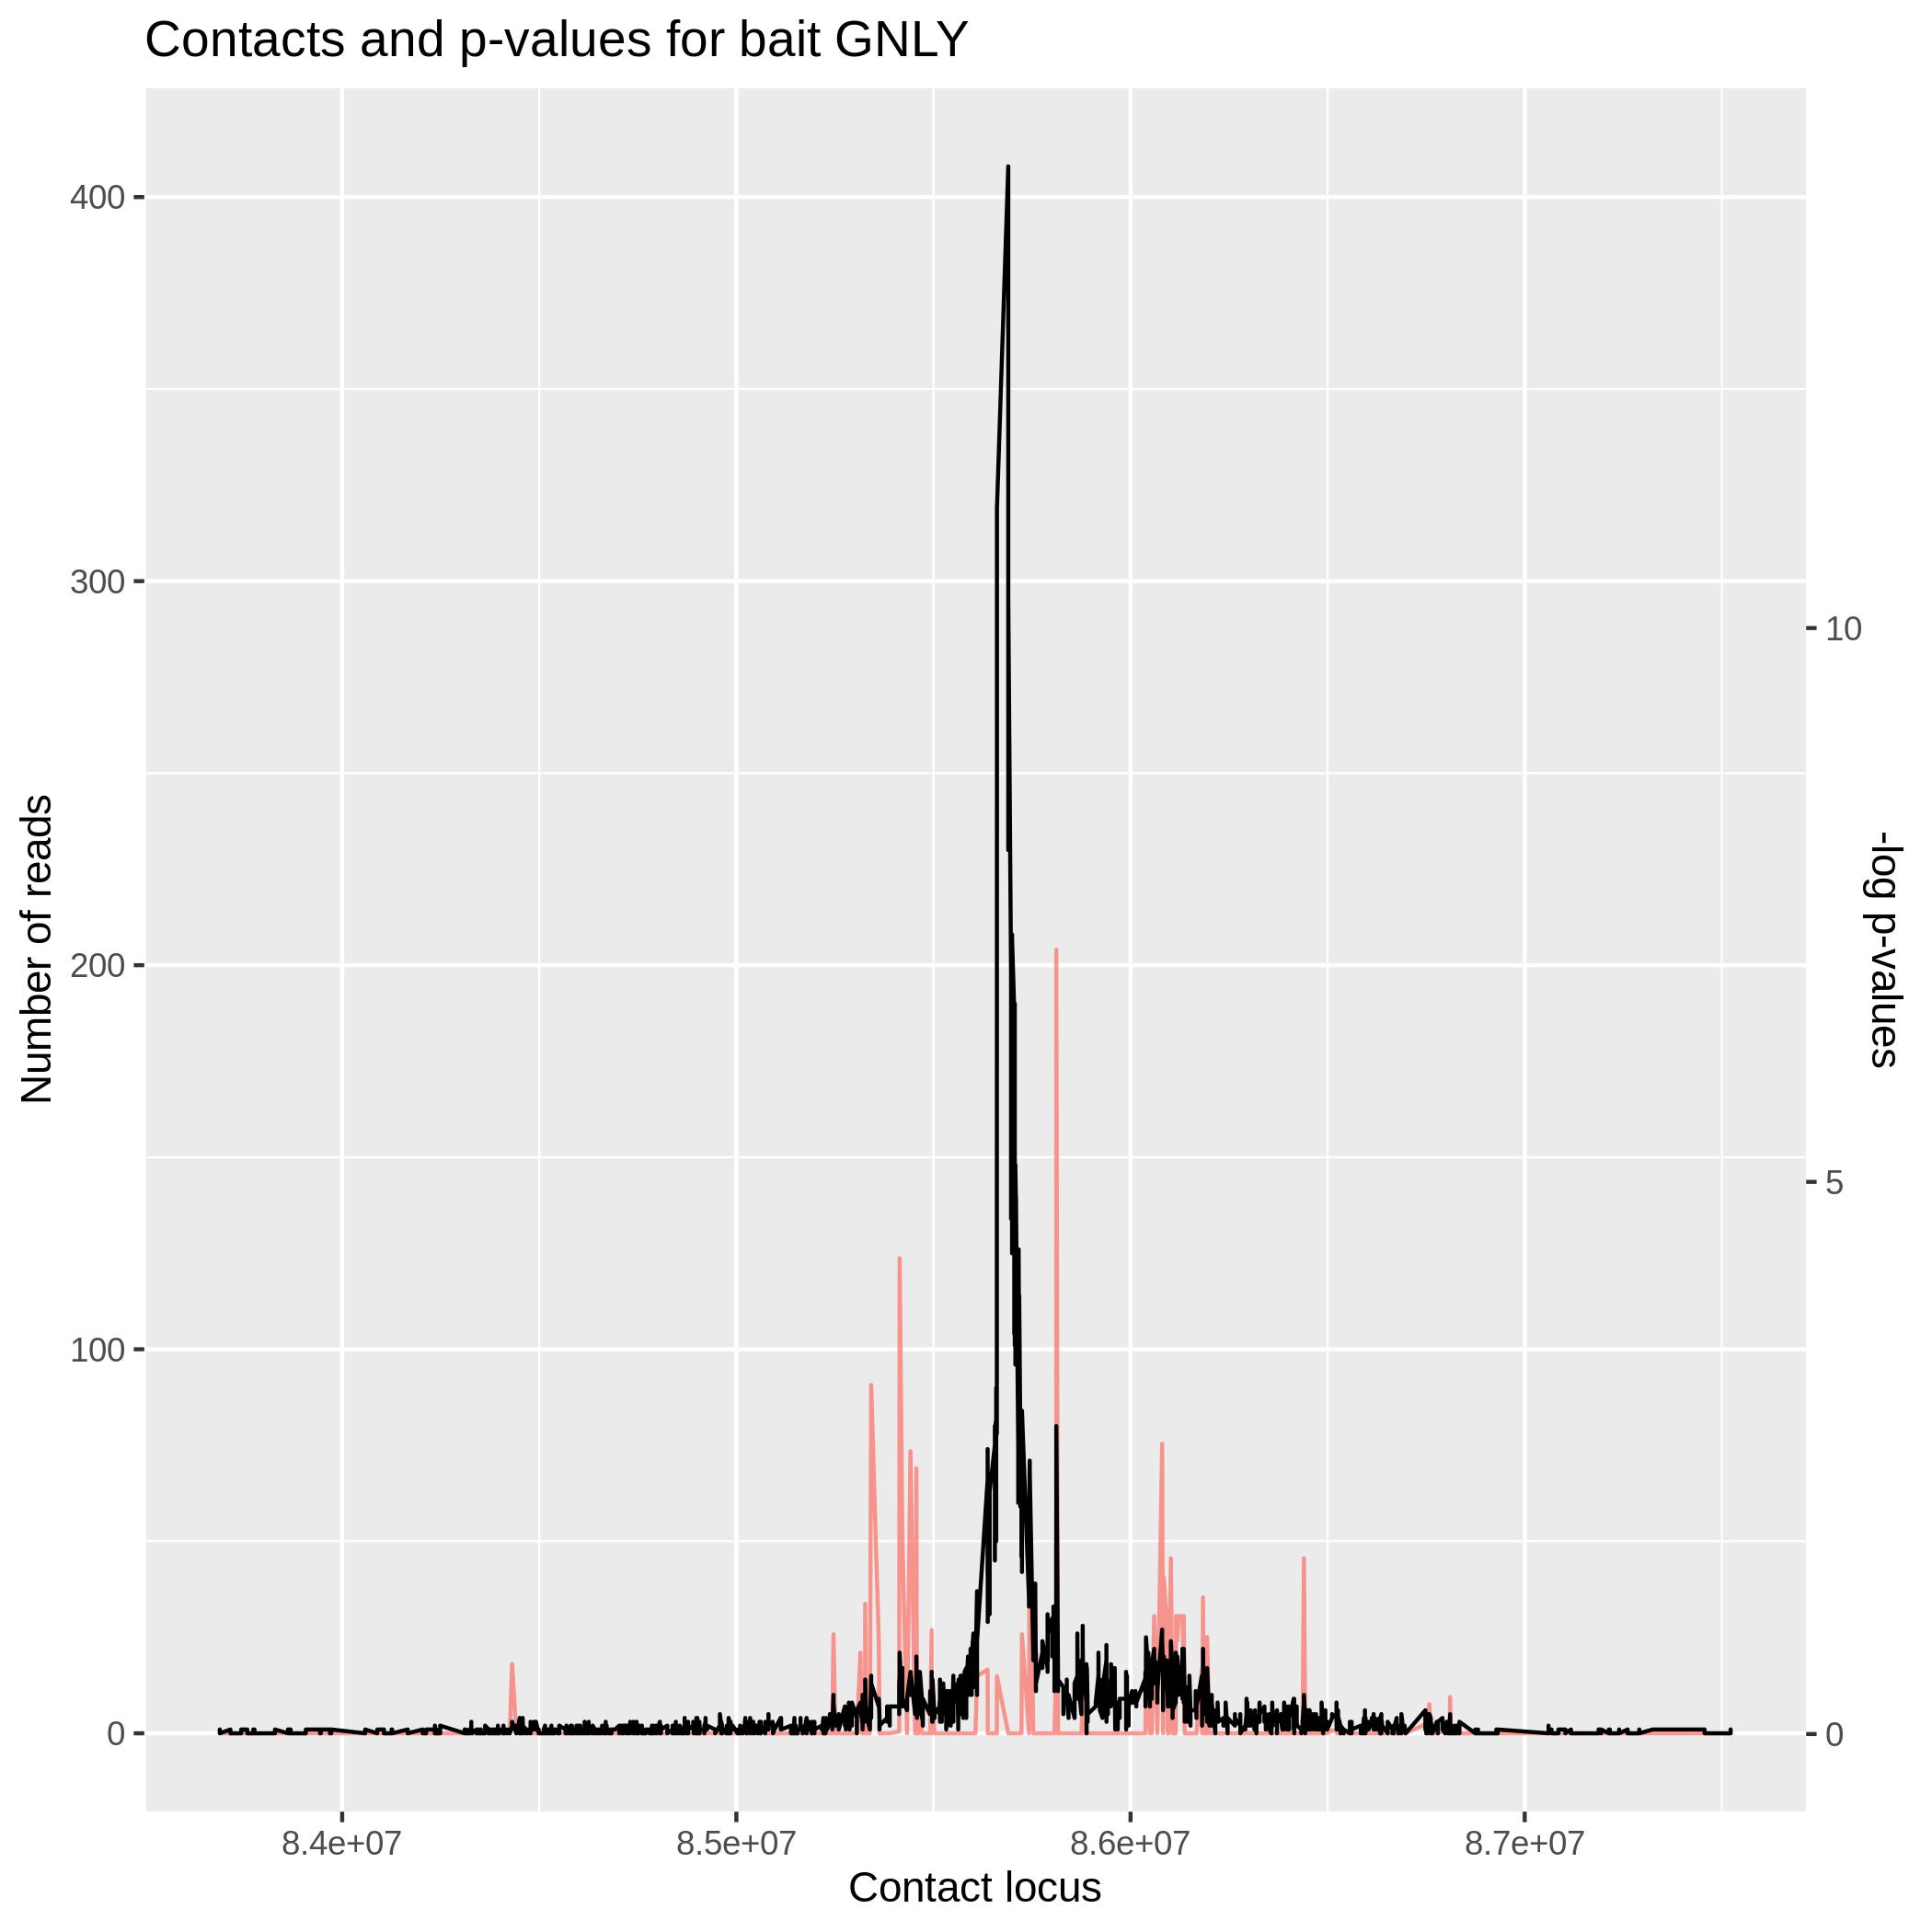 Contacts and p-values for bait GNLY
400
300
200
100
0
Number of reads
10
5
0
-log p-values
8.4e+07
8.5e+07
8.6e+07
8.7e+07
Contact locus